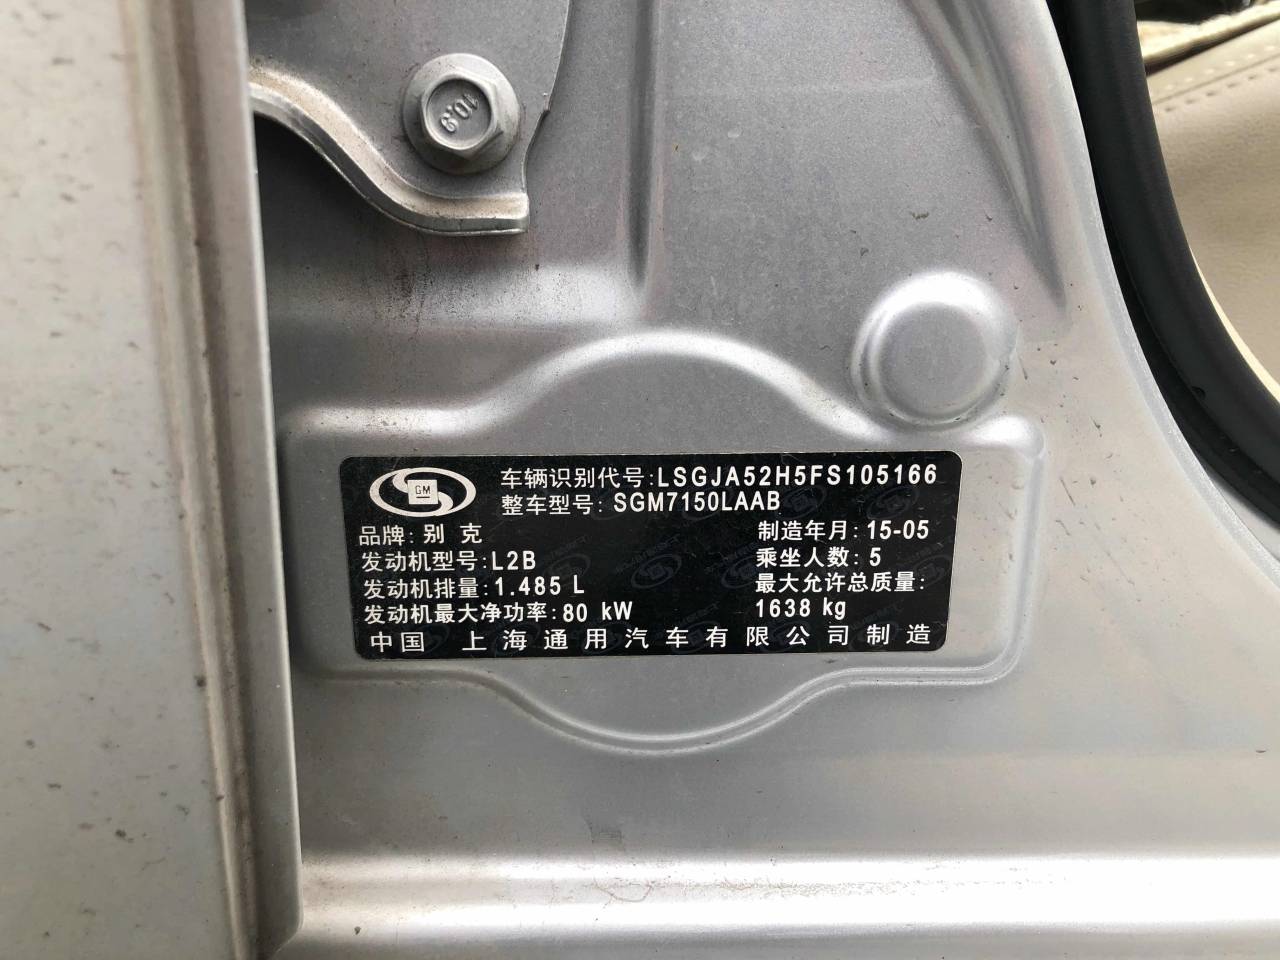 10.9
GM
车辆识别代号:LSGJA52H5FS105166
整车型号: SGM7150LAAB
品牌: 别 克
制造年月: 15-05
发动机型号:L2B
乘坐人数: 5
发动机排量:1.485 L
最大允许总质量:
发动机最大净功率:80 kW
1638 kg
中国 上海通用汽车有限公司制造